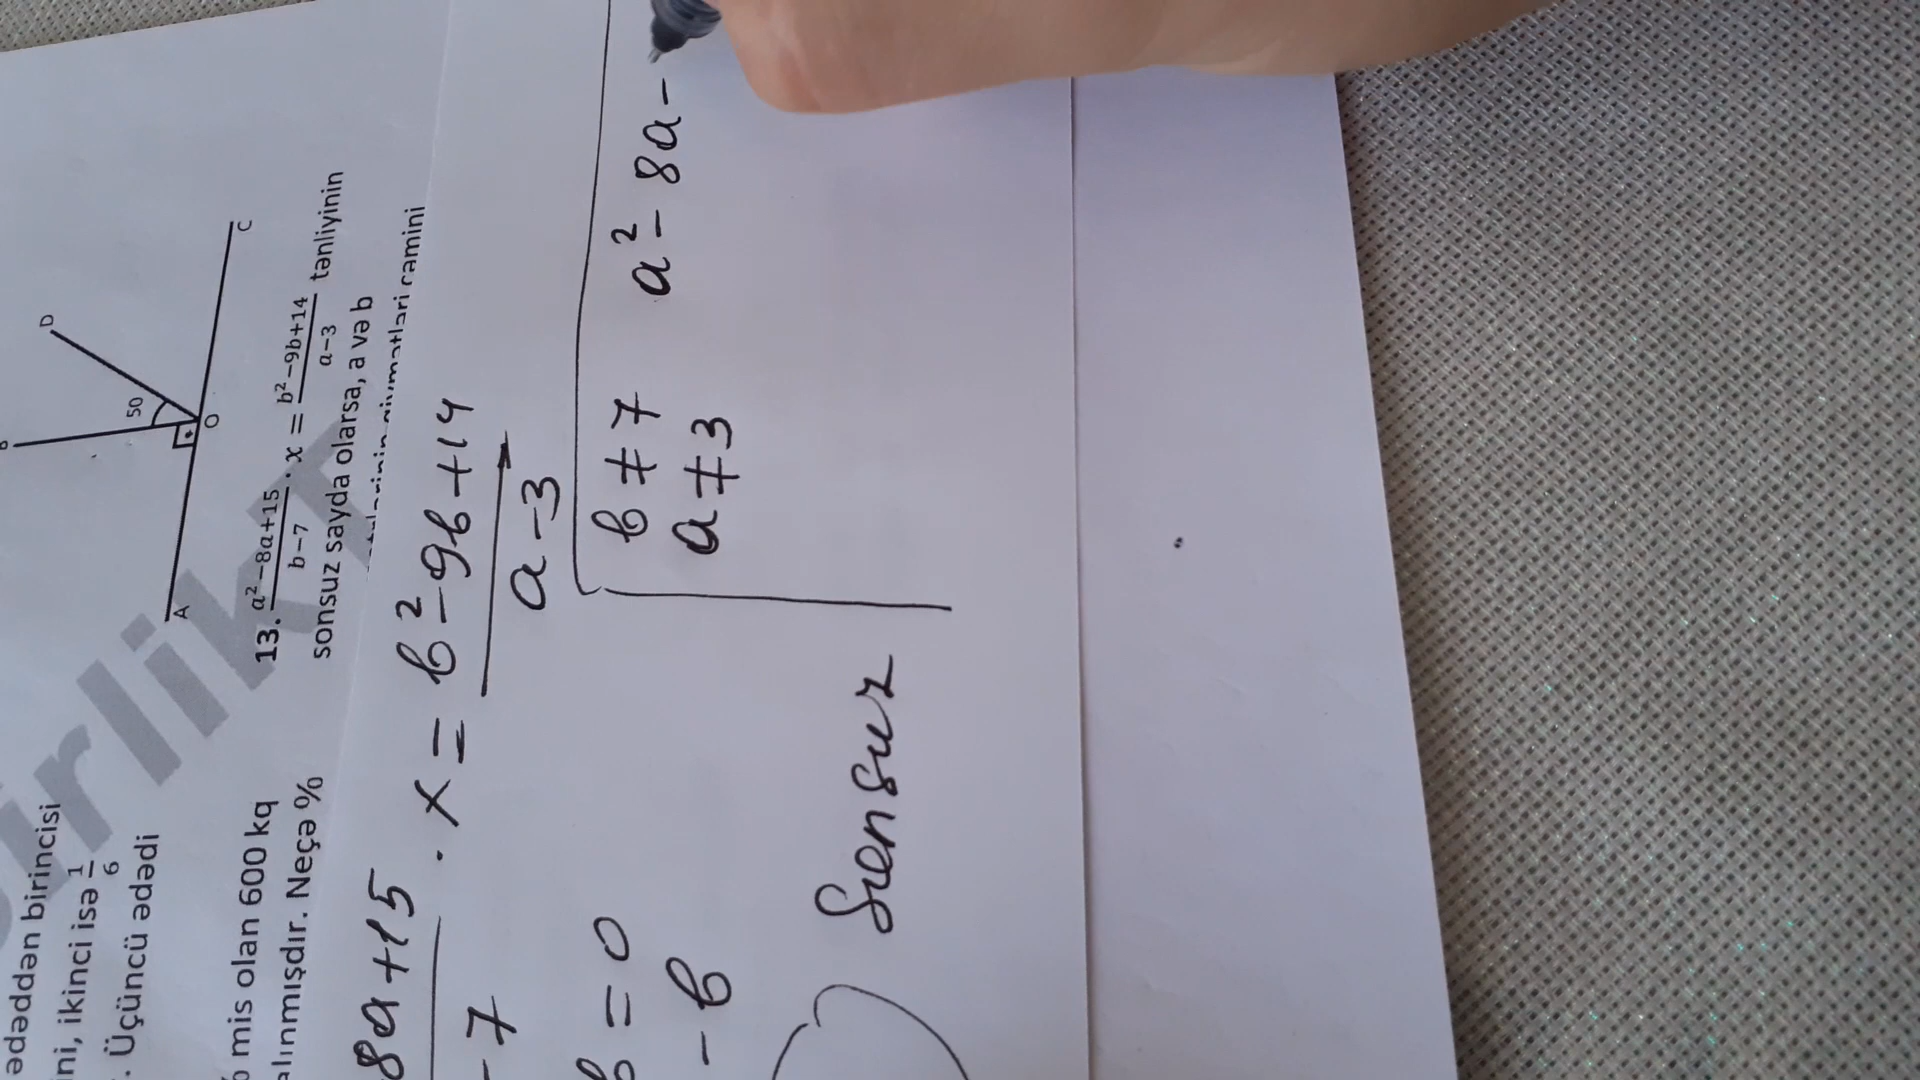 ədəddən birincisi
ni, ikinci isə 1/6
. Üçüncü ədədi
mis olan 600 kq
alınmışdır. Neçə %
D
50
A
O
C
13. a²−8a+15/b−7 · x = b²−9b+14/a−3 tənliyinin
sonsuz sayda olarsa, a və b
8a+15 / -7 · x = b²-9b+14 / a-3
b=0
- b
b≠7 a²-8a-
a≠3